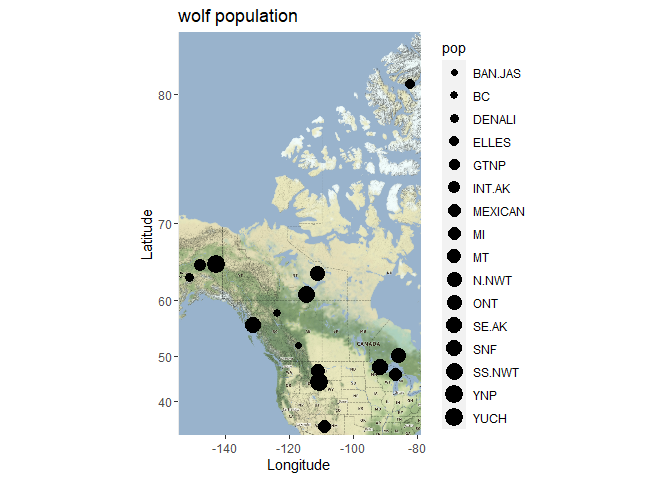 wolf population
pop
BAN.JAS
BC
DENALI
ELLES
GTNP
INT.AK
MEXICAN
MI
MT
N.NWT
ONT
SE.AK
SNF
SS.NWT
YNP
YUCH
Latitude
80
70
60
50
40
CANADA
-140
-120
-100
-80
Longitude